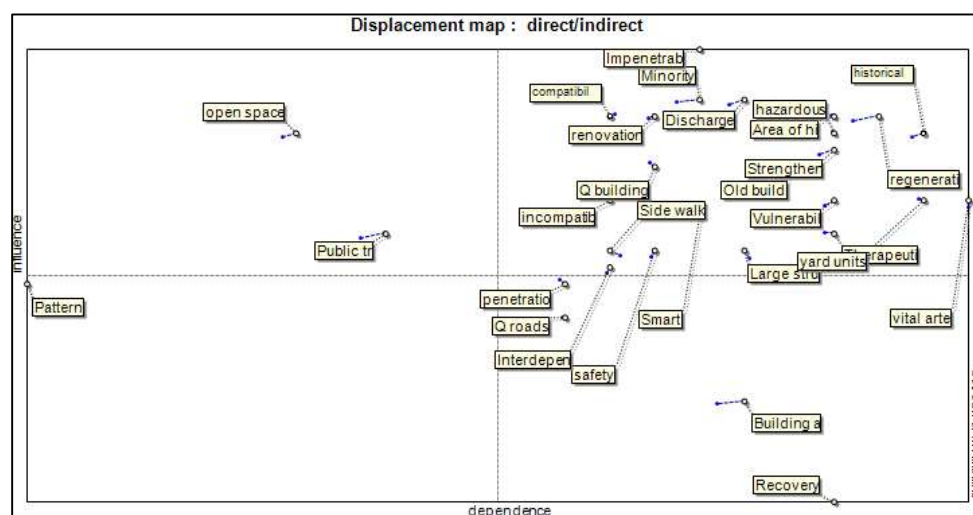 Displacement map : direct/indirect
Impenetrab
Minority
historical
compatibil
open space
hazardous
Discharge
renovation
Area of hi
Strengthen
regenerati
Q building
Old build
Side walk
incompatib
Vulnerabil
Public tr
Therapeuti
yard units
influence
Large stru
penetratio
Pattern
Smart
vital arte
Q roads
Interdepen
safety
Building a
Recovery
dependence